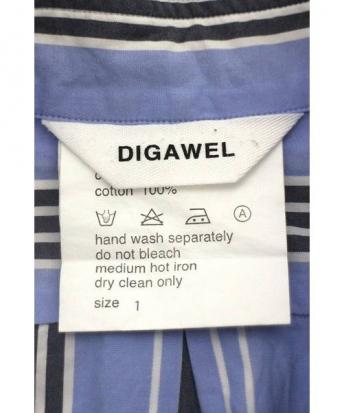 DIGAWEL
cotton 100%
A
hand wash separately
do not bleach
medium hot iron
dry clean only
size 1